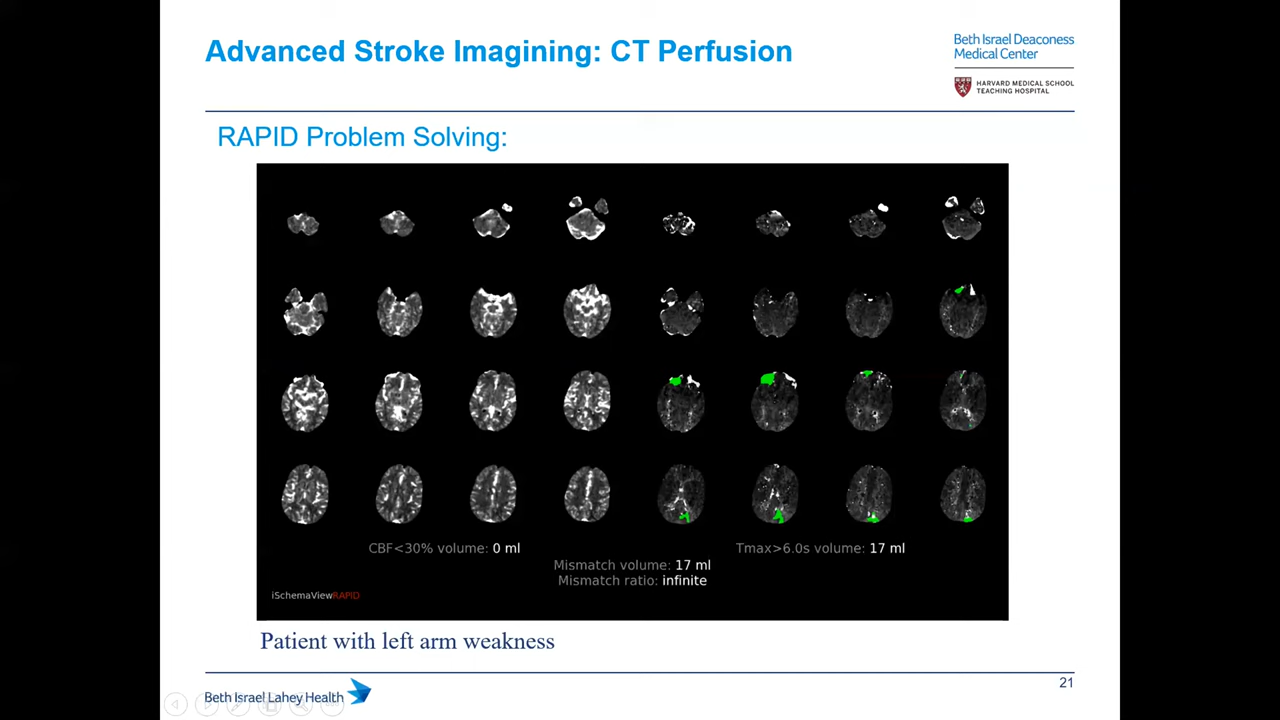 Advanced Stroke Imagining: CT Perfusion
Beth Israel Deaconess
Medical Center
HARVARD MEDICAL SCHOOL
TEACHING HOSPITAL
RAPID Problem Solving:
CBF<30% volume: 0 ml
Tmax>6.0s volume: 17 ml
Mismatch volume: 17 ml
Mismatch ratio: infinite
iSchemaViewRAPID
Patient with left arm weakness
21
Beth Israel Lahey Health